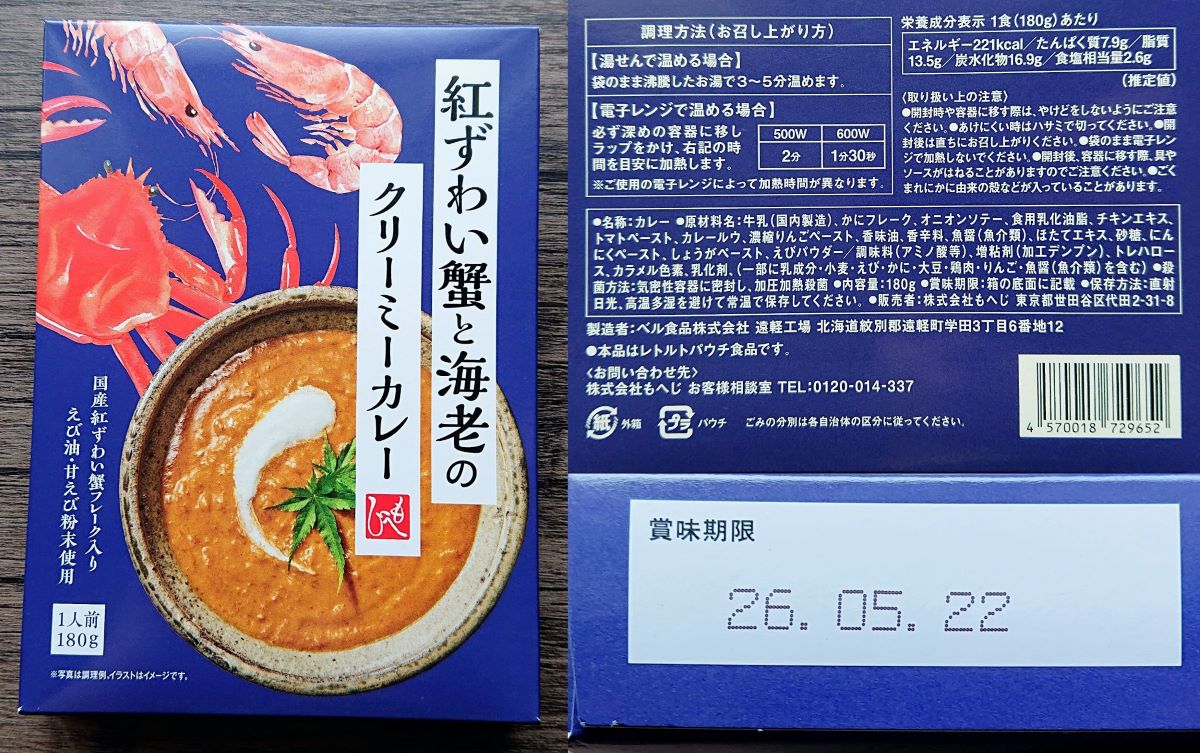 紅ずわい蟹と海老の
クリーミーカレー
もへじ
国産紅ずわい蟹フレーク入り
えび油・甘えび粉末使用
1人前
180g
※写真は調理例、イラストはイメージです。
調理方法(お召し上がり方)
【湯せんで温める場合】
袋のまま沸騰したお湯で3〜5分温めます。
【電子レンジで温める場合】
必ず深めの容器に移し
ラップをかけ、右記の時
間を目安に加熱します。
500W 600W
2分 1分30秒
※ご使用の電子レンジによって加熱時間が異なります。
栄養成分表示 1食(180g)あたり
エネルギー221kcal/たんぱく質7.9g/脂質
13.5g/炭水化物16.9g/食塩相当量2.6g
(推定値)
〈取り扱い上の注意〉
●開封時や容器に移す際は、やけどをしないようにご注意
ください。●あけにくい時はハサミで切ってください。●開
封後は直ちにお召し上がりください。●袋のまま電子レン
ジで加熱しないでください。●開封後、容器に移す際、具や
ソースがはねることがありますのでご注意ください。●ごく
まれにかに由来の殻などが入っていることがあります。
●名称:カレー ●原材料名:牛乳(国内製造)、かにフレーク、オニオンソテー、食用乳化油脂、チキンエキス、
トマトペースト、カレールウ、濃縮りんごペースト、香味油、香辛料、魚醤(魚介類)、ほたてエキス、砂糖、にん
にくペースト、しょうがペースト、えびパウダー/調味料(アミノ酸等)、増粘剤(加工デンプン)、トレハロー
ス、カラメル色素、乳化剤、(一部に乳成分・小麦・えび・かに・大豆・鶏肉・りんご・魚醤(魚介類)を含む) ●殺
菌方法:気密性容器に密封し、加圧加熱殺菌 ●内容量:180g ●賞味期限:箱の底面に記載 ●保存方法:直射
日光、高温多湿を避けて常温で保存してください。 ●販売者:株式会社もへじ 東京都世田谷区代田2-31-8
製造者:ベル食品株式会社 遠軽工場 北海道紋別郡遠軽町学田3丁目6番地12
●本品はレトルトパウチ食品です。
〈お問い合わせ先〉
株式会社もへじ お客様相談室 TEL:0120-014-337
紙 外箱 プラ パウチ ごみの分別は各自治体の区分に従ってください。
4 570018 729652
賞味期限
26. 05. 22